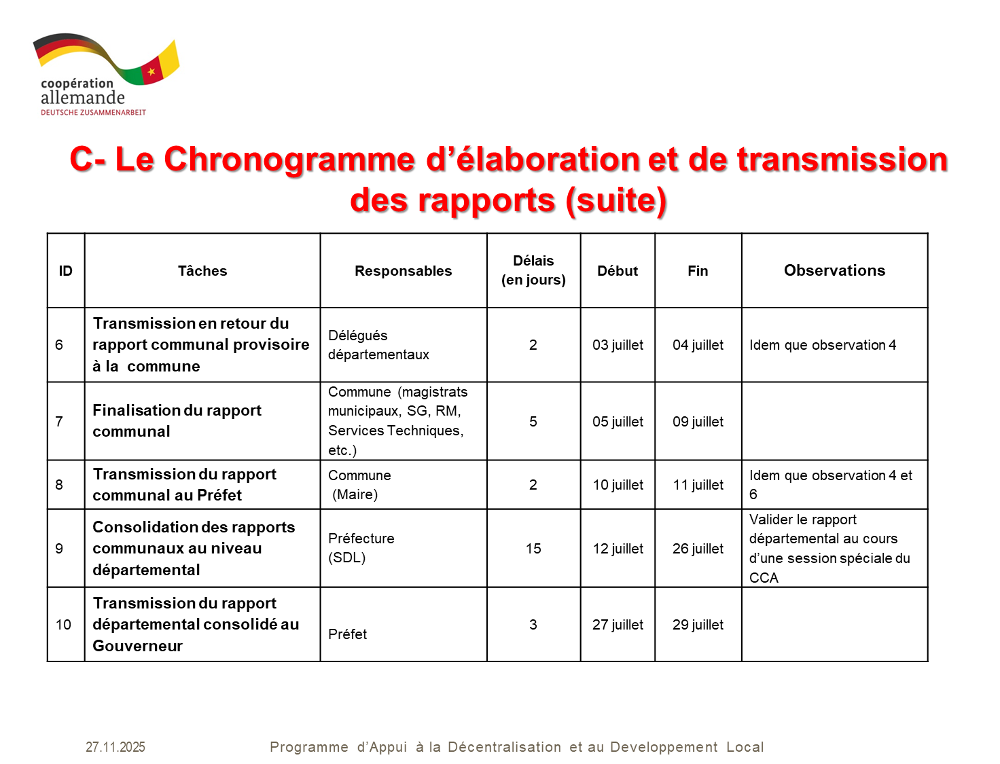 coopération
allemande
DEUTSCHE ZUSAMMENARBEIT
C- Le Chronogramme d’élaboration et de transmission
des rapports (suite)
ID
Tâches
Responsables
Délais
(en jours)
Début
Fin
Observations
6
Transmission en retour du
rapport communal provisoire
à la commune
Délégués
départementaux
2
03 juillet
04 juillet
Idem que observation 4
7
Finalisation du rapport
communal
Commune (magistrats
municipaux, SG, RM,
Services Techniques,
etc.)
5
05 juillet
09 juillet
8
Transmission du rapport
communal au Préfet
Commune
(Maire)
2
10 juillet
11 juillet
Idem que observation 4 et
6
9
Consolidation des rapports
communaux au niveau
départemental
Préfecture
(SDL)
15
12 juillet
26 juillet
Valider le rapport
départemental au cours
d’une session spéciale du
CCA
10
Transmission du rapport
départemental consolidé au
Gouverneur
Préfet
3
27 juillet
29 juillet
27.11.2025
Programme d’Appui à la Décentralisation et au Developpement Local